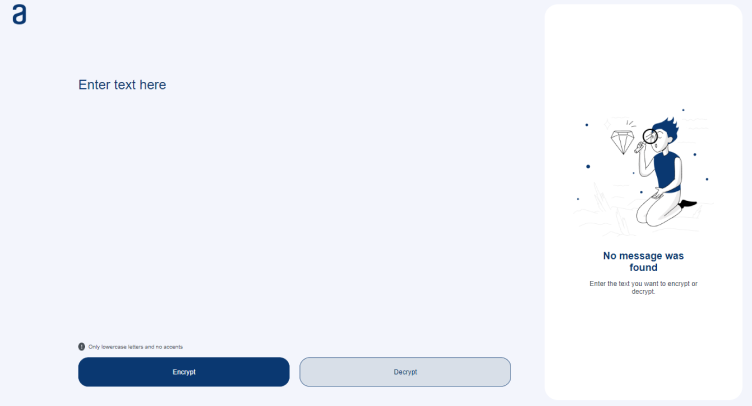 a
Enter text here
No message was
found
Enter the text you want to encrypt or
decrypt.
! Only lowercase letters and no accents
Encrypt
Decrypt